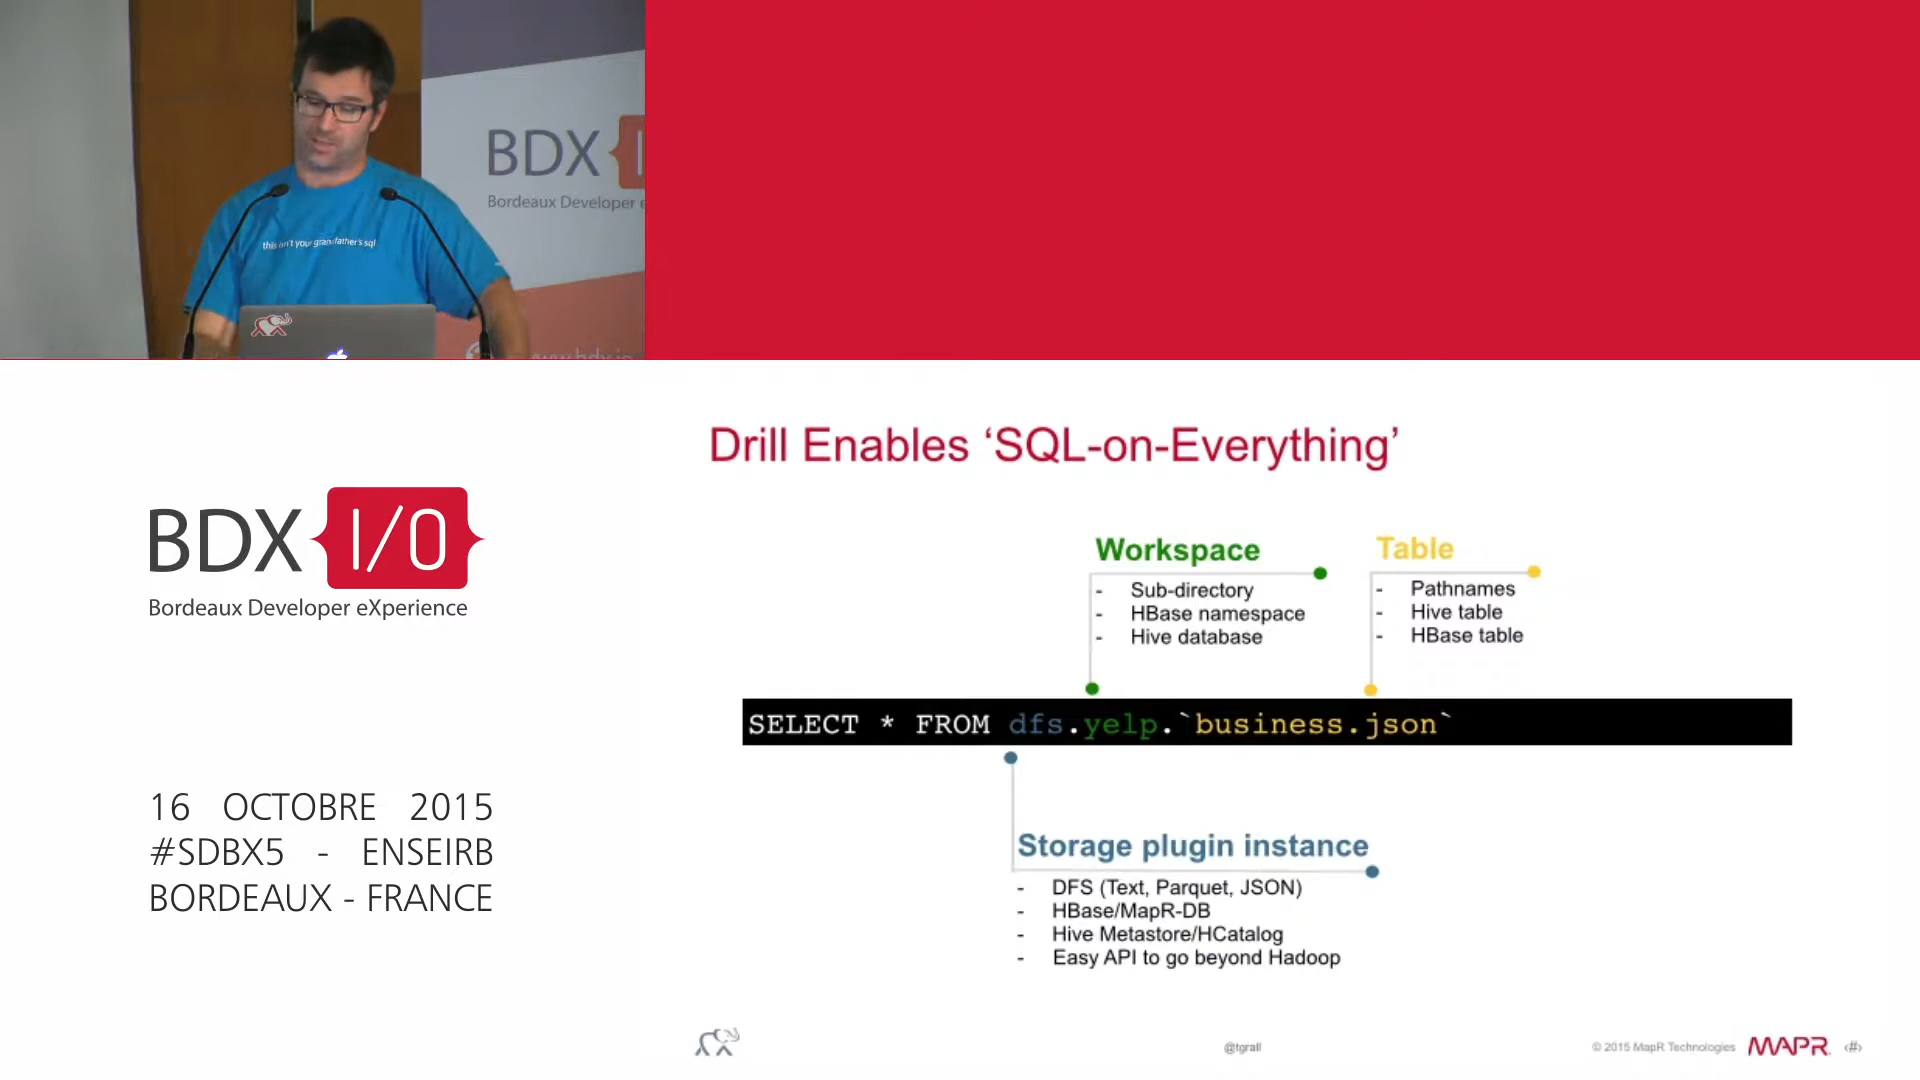 BDX
Bordeaux Developer
this isn't your grandfather's sql
Drill Enables ‘SQL-on-Everything’
BDX I/O
Bordeaux Developer eXperience
16 OCTOBRE 2015
#SDBX5 - ENSEIRB
BORDEAUX - FRANCE
Workspace
- Sub-directory
- HBase namespace
- Hive database
Table
- Pathnames
- Hive table
- HBase table
SELECT * FROM dfs.yelp.`business.json`
Storage plugin instance
- DFS (Text, Parquet, JSON)
- HBase/MapR-DB
- Hive Metastore/HCatalog
- Easy API to go beyond Hadoop
@tgrall
© 2015 MapR Technologies
MAPR
‹#›